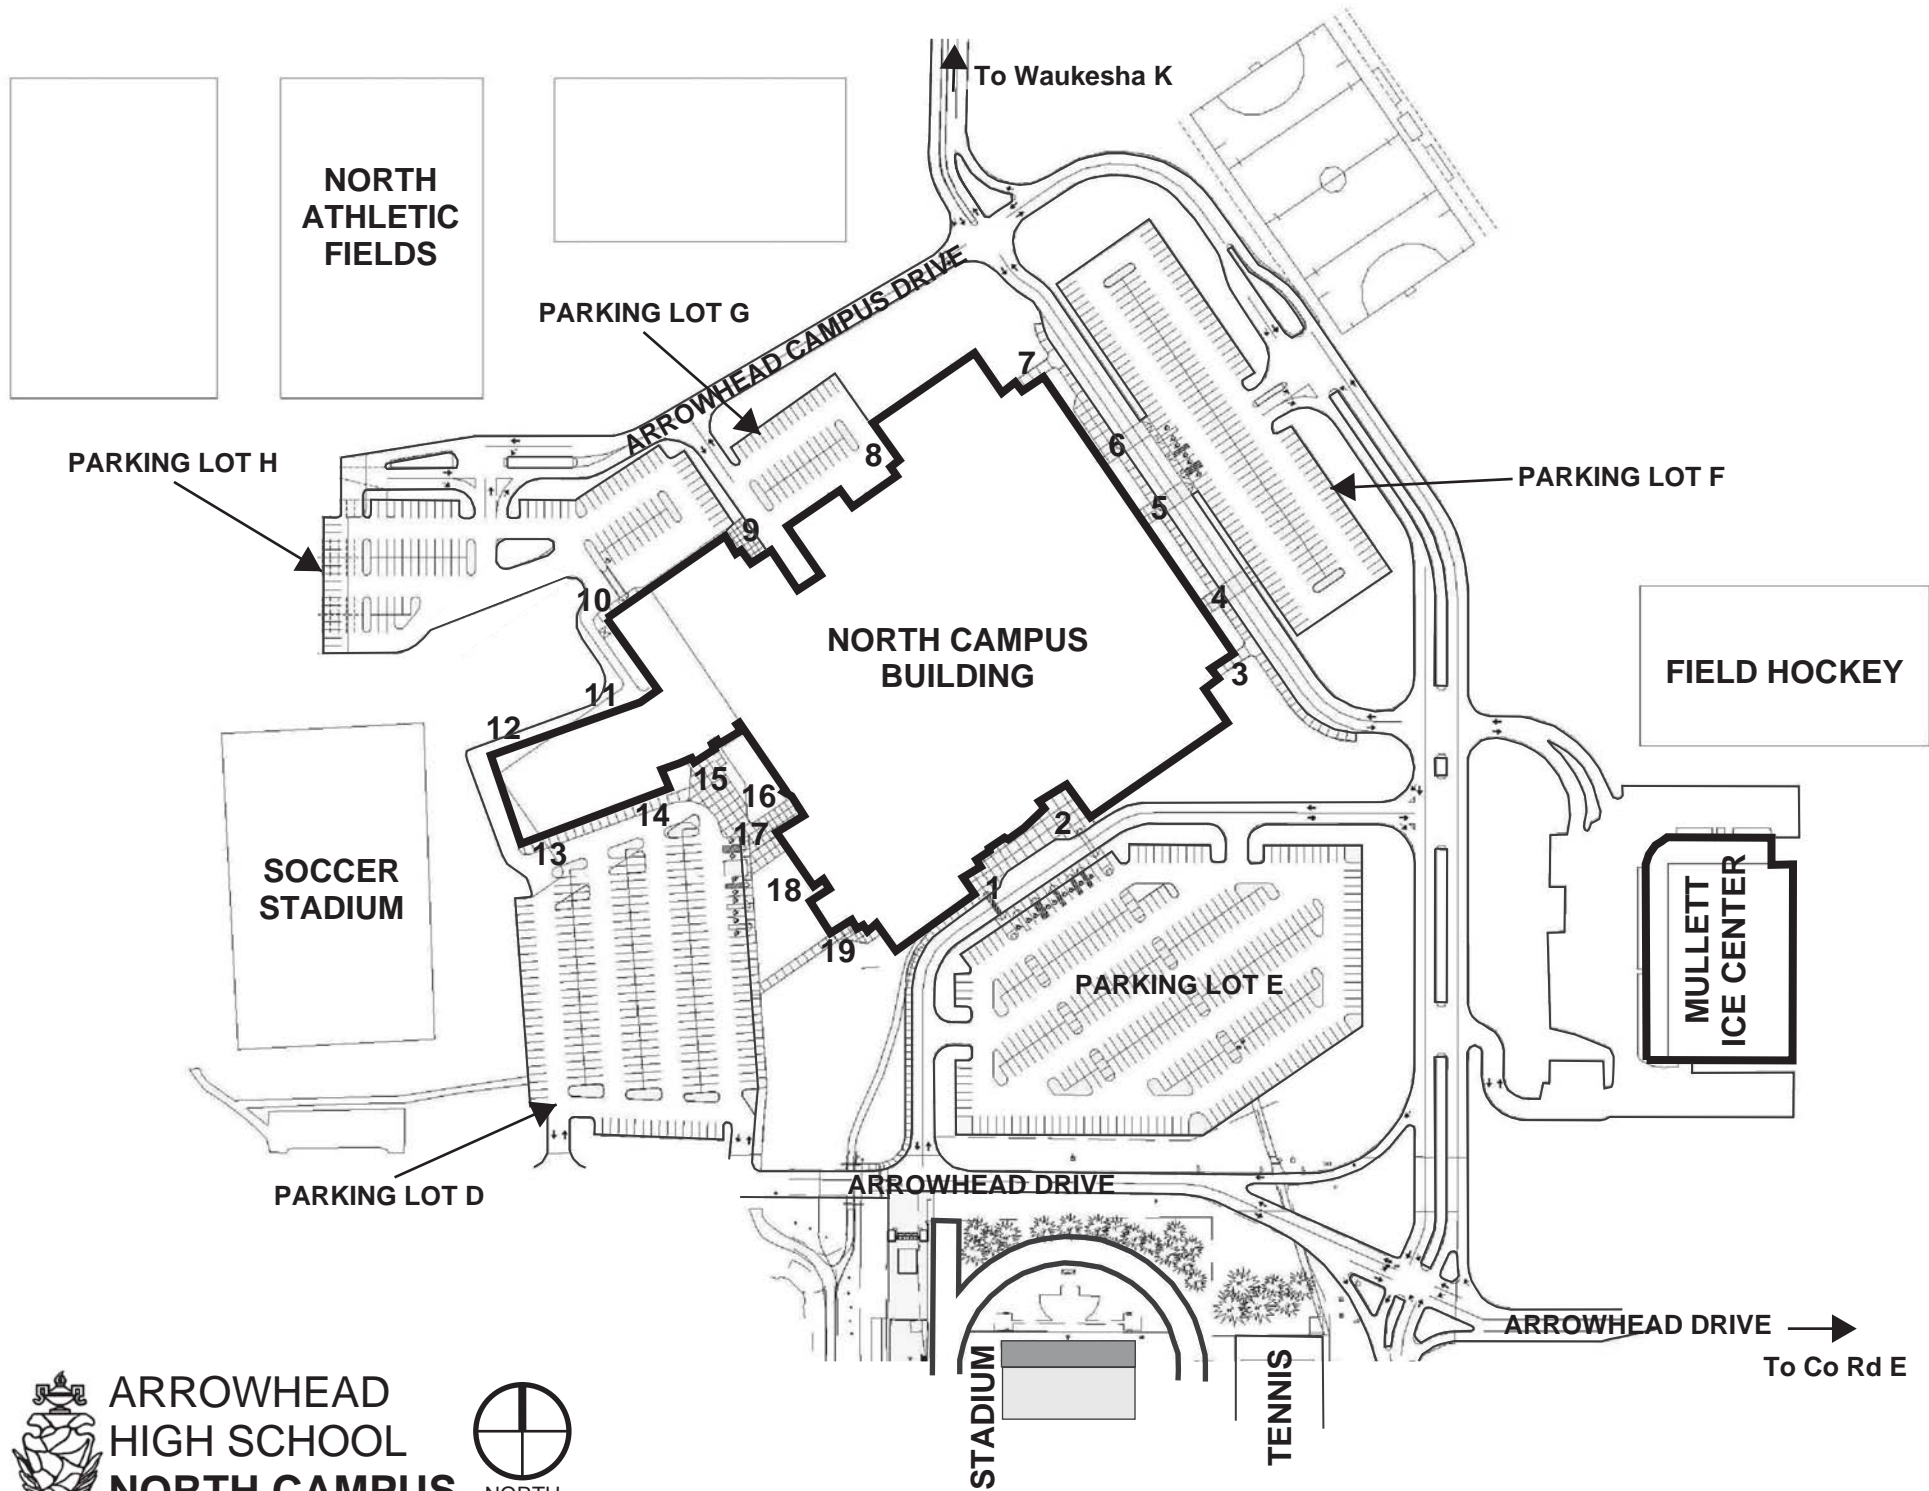 To Waukesha K
NORTH
ATHLETIC
FIELDS
ARROWHEAD CAMPUS DRIVE
PARKING LOT G
7
PARKING LOT H
8
6
PARKING LOT F
5
9
10
4
NORTH CAMPUS
BUILDING
3
FIELD HOCKEY
11
12
15
16
14
17
2
13
SOCCER
STADIUM
18
1
19
PARKING LOT E
MULLETT
ICE CENTER
PARKING LOT D
ARROWHEAD DRIVE
ARROWHEAD DRIVE
To Co Rd E
STADIUM
TENNIS
ARROWHEAD
HIGH SCHOOL
NORTH CAMPUS
NORTH